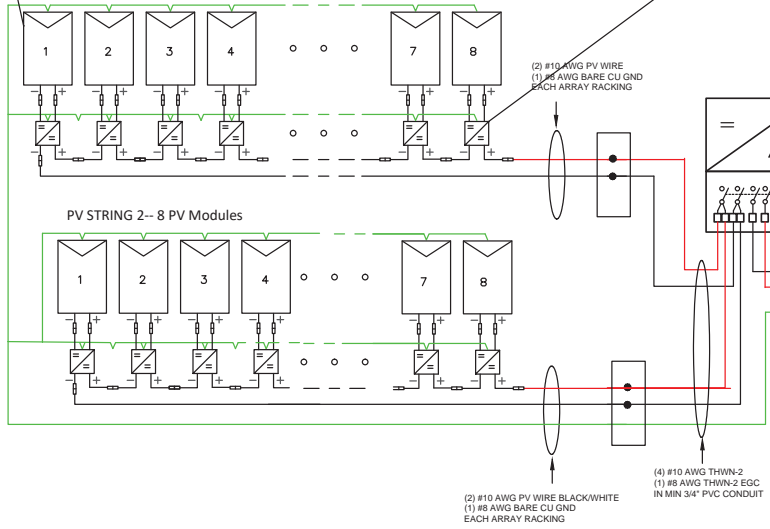 1 2 3 4 7 8
(2) #10 AWG PV WIRE
(1) #8 AWG BARE CU GND
EACH ARRAY RACKING
PV STRING 2-- 8 PV Modules
1 2 3 4 7 8
(2) #10 AWG PV WIRE BLACK/WHITE
(1) #8 AWG BARE CU GND
EACH ARRAY RACKING
(4) #10 AWG THWN-2
(1) #8 AWG THWN-2 EGC
IN MIN 3/4" PVC CONDUIT